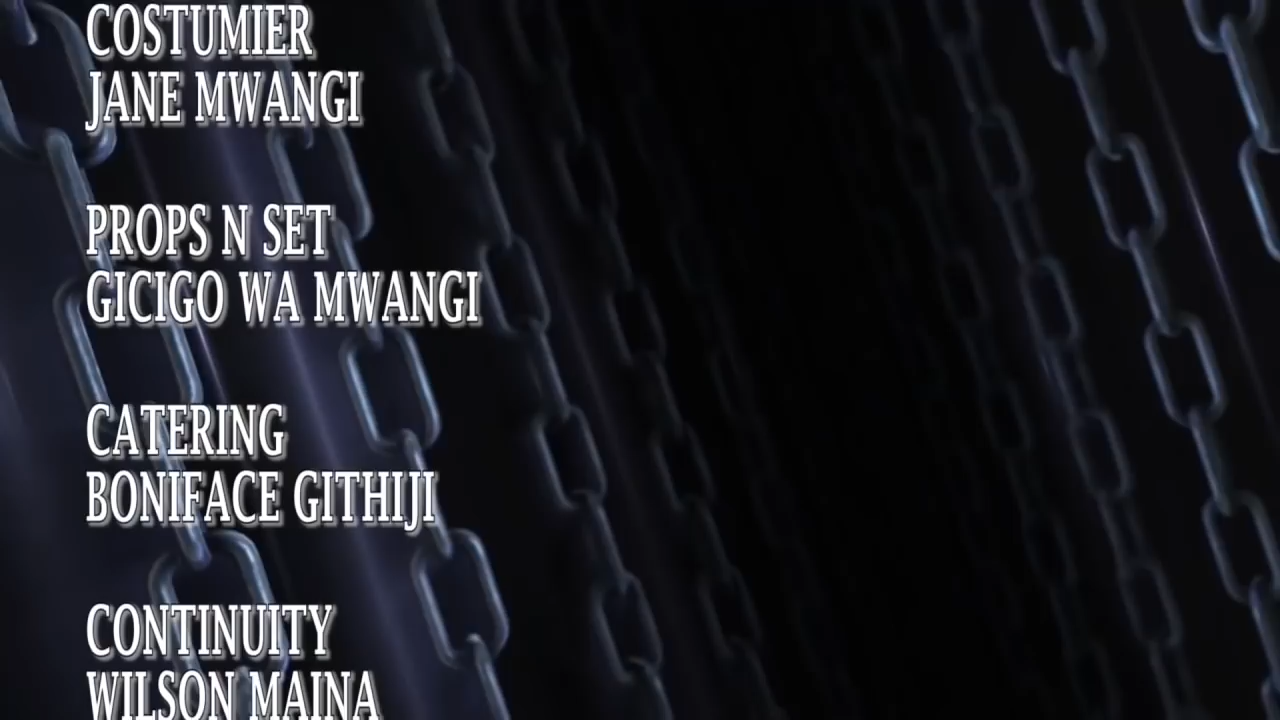 COSTUMIER
JANE MWANGI
PROPS N SET
GICIGO WA MWANGI
CATERING
BONIFACE GITHIJI
CONTINUITY
WILSON MAINA